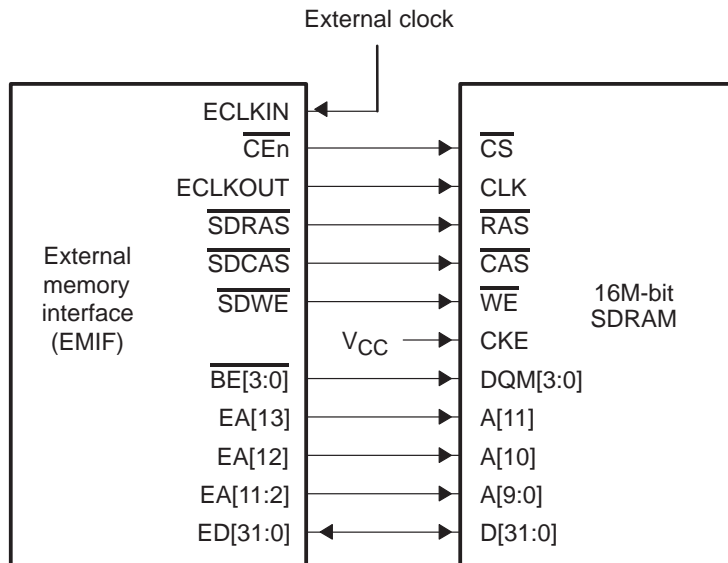 External clock
ECLKIN
CEn CS
ECLKOUT CLK
SDRAS RAS
SDCAS CAS
SDWE WE
External
memory
interface
(EMIF)
16M-bit
SDRAM
VCC CKE
BE[3:0] DQM[3:0]
EA[13] A[11]
EA[12] A[10]
EA[11:2] A[9:0]
ED[31:0] D[31:0]